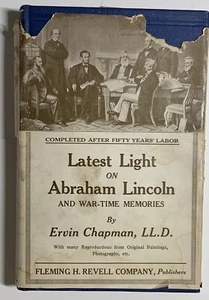 COMPLETED AFTER FIFTY YEARS' LABOR
Latest Light
ON
Abraham Lincoln
AND WAR-TIME MEMORIES
By
Ervin Chapman, LL.D.
With many Reproductions from Original Paintings,
Photographs, etc.
FLEMING H. REVELL COMPANY, Publishers